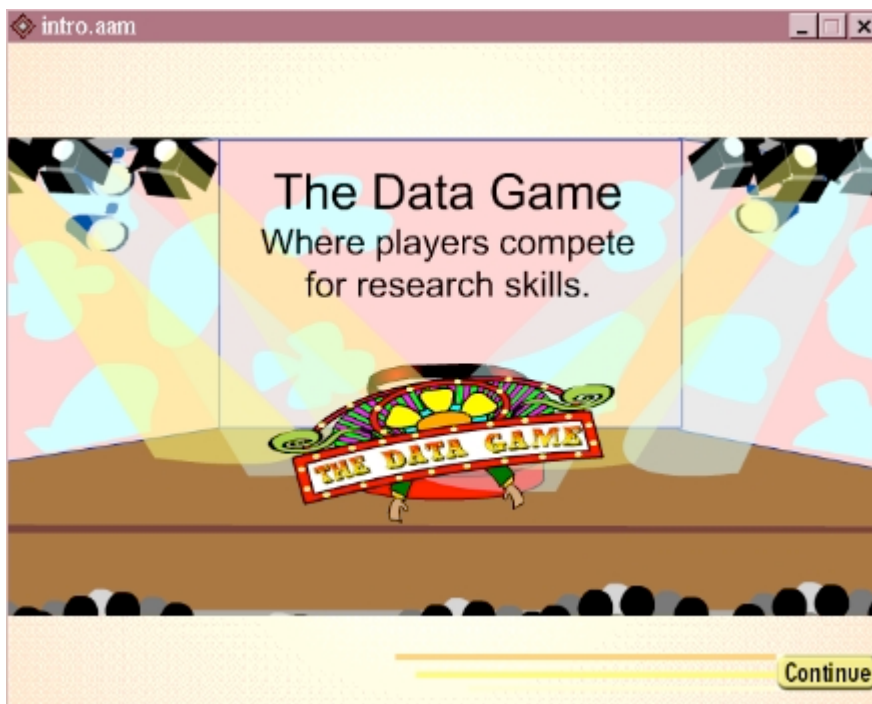 intro.aam
The Data Game
Where players compete
for research skills.
THE DATA GAME
Continue